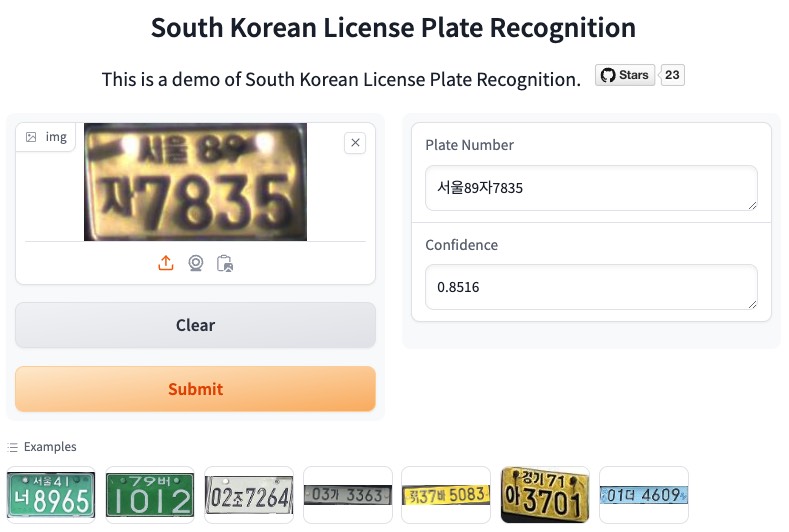 South Korean License Plate Recognition
This is a demo of South Korean License Plate Recognition.
Stars
23
img
서울 89
자7835
Clear
Submit
Plate Number
서울89자7835
Confidence
0.8516
Examples
서울41
너8965
79버
1012
02조7264
03가 3363
37바 5083
경기71
아3701
01더 4609